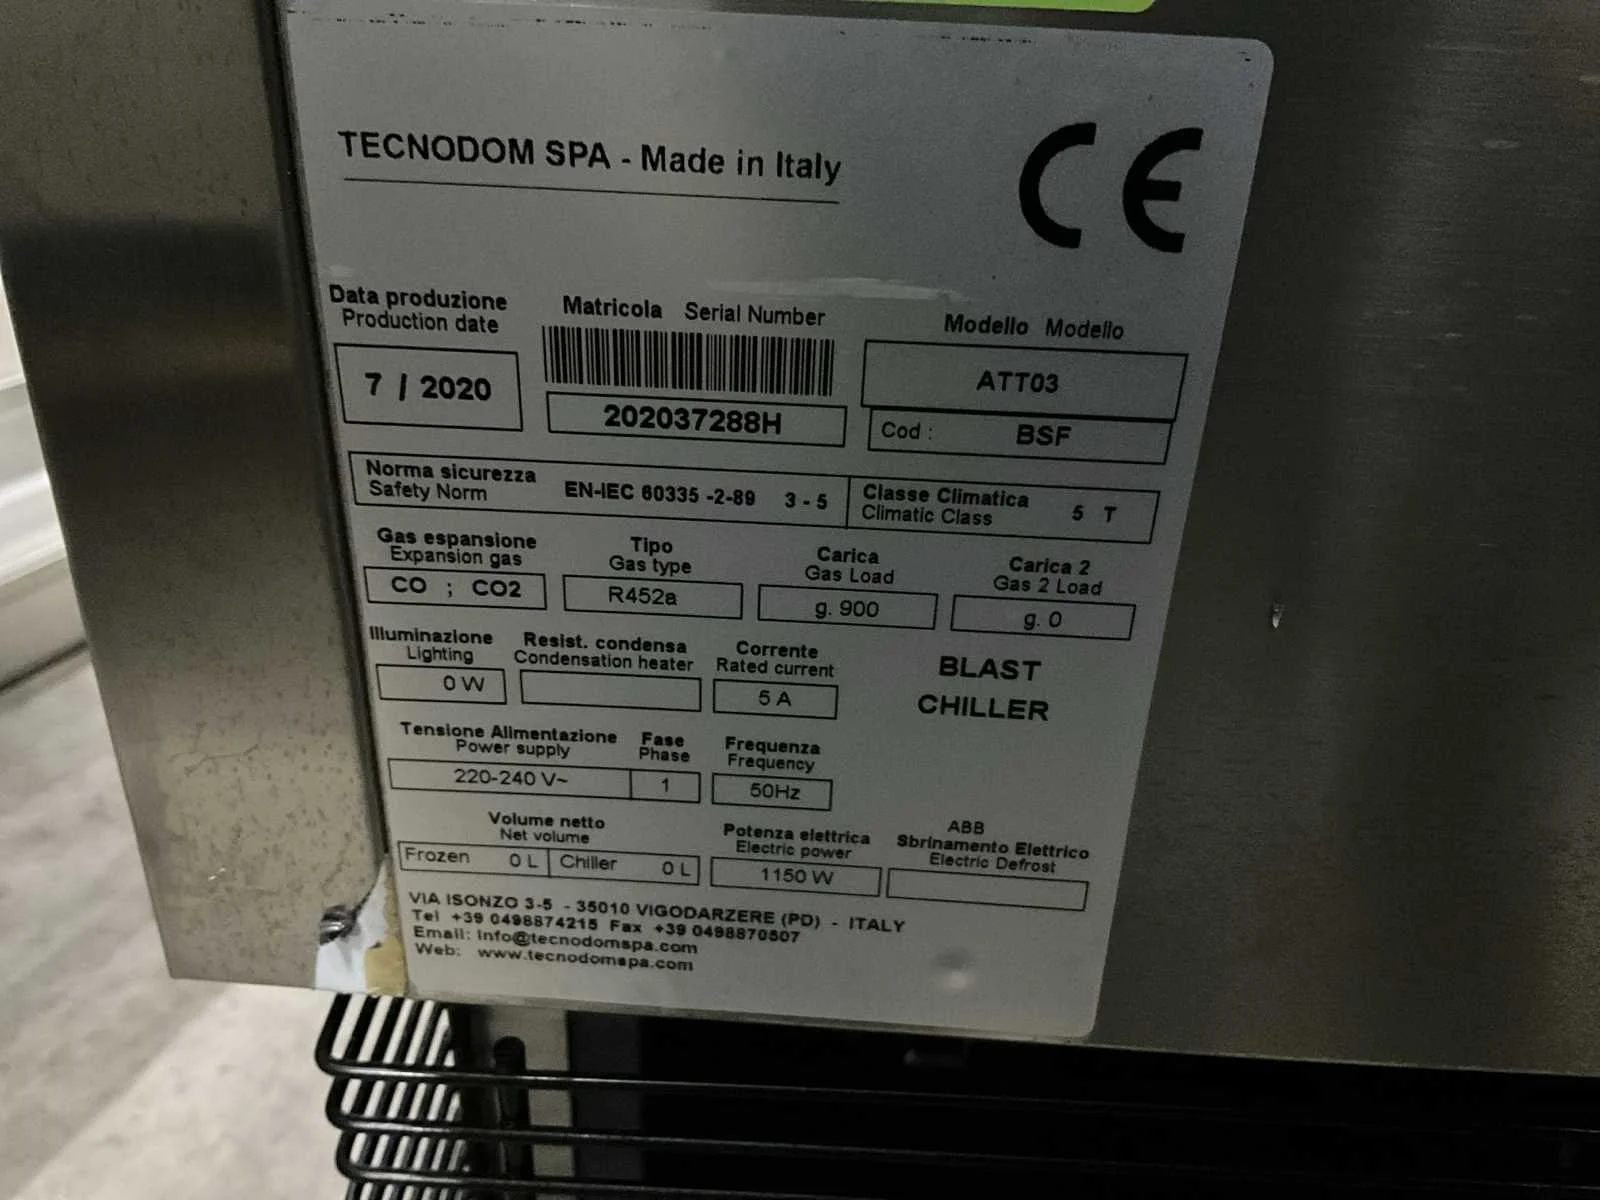 TECNODOM SPA - Made in Italy
CE
Data produzione
Production date
7 / 2020
Matricola Serial Number
202037288H
Modello Modello
ATT03
Cod : BSF
Norma sicurezza
Safety Norm
EN-IEC 60335 -2-89 3 - 5
Classe Climatica
Climatic Class
5 T
Gas espansione
Expansion gas
CO ; CO2
Tipo
Gas type
R452a
Carica
Gas Load
g. 900
Carica 2
Gas 2 Load
g. 0
Illuminazione
Lighting
0 W
Resist. condensa
Condensation heater
Corrente
Rated current
5 A
BLAST
CHILLER
Tensione Alimentazione
Power supply
220-240 V~
Fase
Phase
1
Frequenza
Frequency
50Hz
Volume netto
Net volume
Frozen 0 L Chiller 0 L
Potenza elettrica
Electric power
1150 W
ABB
Sbrinamento Elettrico
Electric Defrost
VIA ISONZO 3-5 - 35010 VIGODARZERE (PD) - ITALY
Tel +39 0498874215 Fax +39 0498870507
Email: Info@tecnodomspa.com
Web: www.tecnodomspa.com